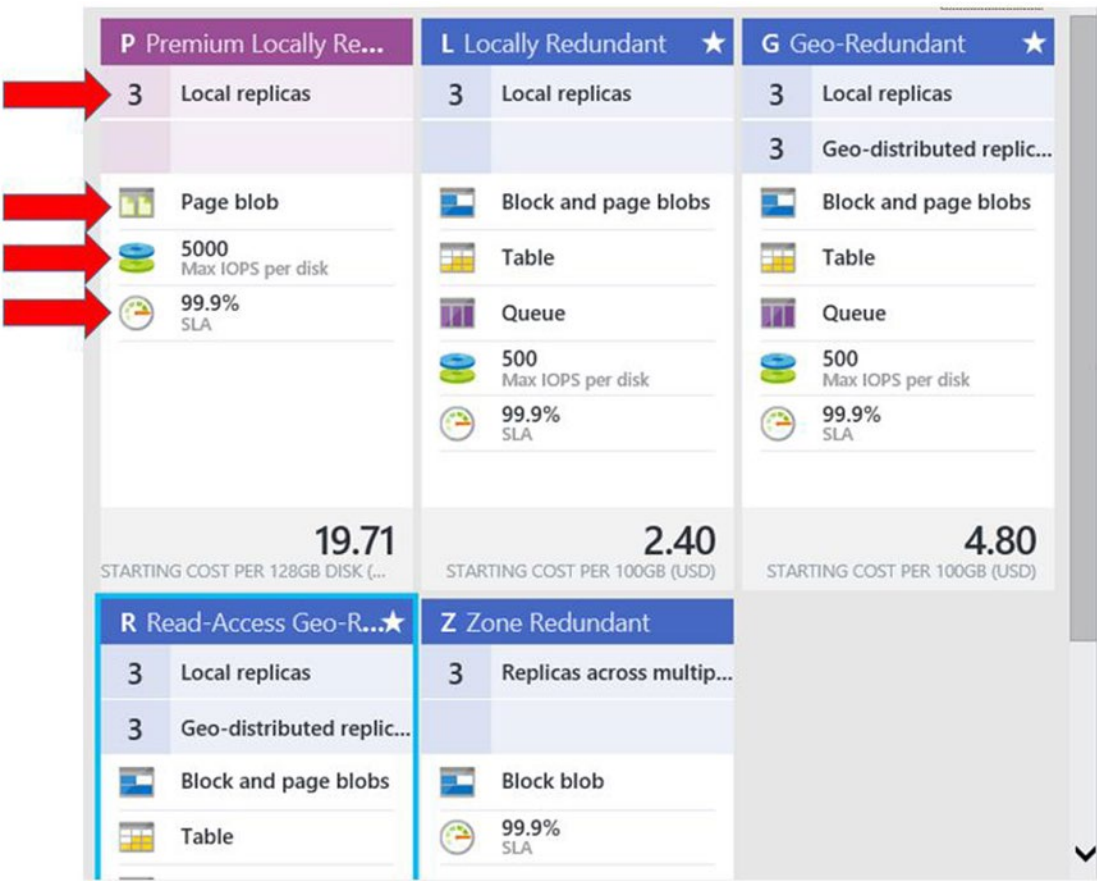 P Premium Locally Re...
3 Local replicas
Page blob
5000
Max IOPS per disk
99.9%
SLA
19.71
STARTING COST PER 128GB DISK (...
L Locally Redundant
3 Local replicas
Block and page blobs
Table
Queue
500
Max IOPS per disk
99.9%
SLA
2.40
STARTING COST PER 100GB (USD)
G Geo-Redundant
3 Local replicas
3 Geo-distributed replic...
Block and page blobs
Table
Queue
500
Max IOPS per disk
99.9%
SLA
4.80
STARTING COST PER 100GB (USD)
R Read-Access Geo-R...
3 Local replicas
3 Geo-distributed replic...
Block and page blobs
Table
Z Zone Redundant
3 Replicas across multip...
Block blob
99.9%
SLA